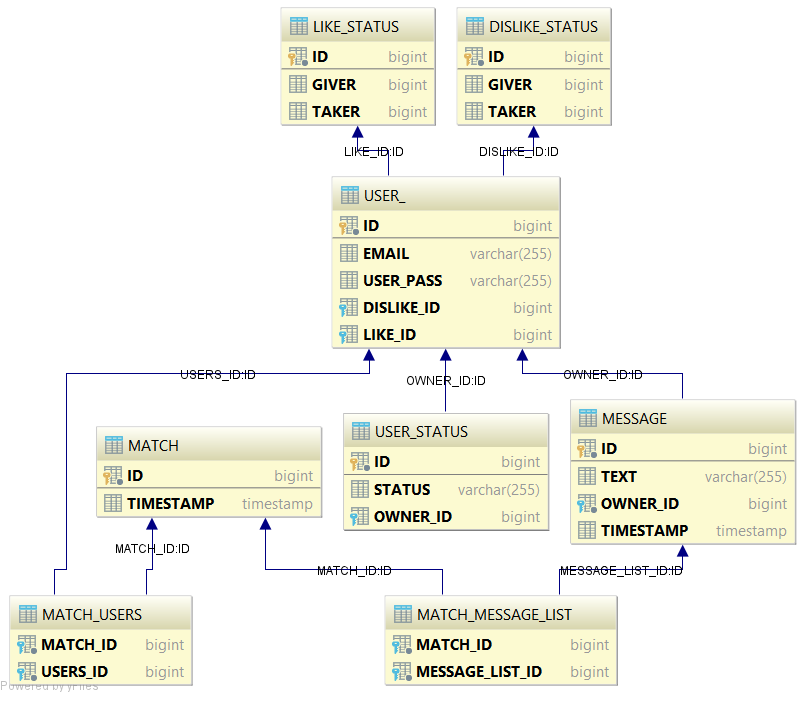 LIKE_STATUS
ID bigint
GIVER bigint
TAKER bigint
DISLIKE_STATUS
ID bigint
GIVER bigint
TAKER bigint
LIKE_ID:ID
DISLIKE_ID:ID
USER_
ID bigint
EMAIL varchar(255)
USER_PASS varchar(255)
DISLIKE_ID bigint
LIKE_ID bigint
USERS_ID:ID
OWNER_ID:ID
OWNER_ID:ID
MATCH
ID bigint
TIMESTAMP timestamp
USER_STATUS
ID bigint
STATUS varchar(255)
OWNER_ID bigint
MESSAGE
ID bigint
TEXT varchar(255)
OWNER_ID bigint
TIMESTAMP timestamp
MATCH_ID:ID
MATCH_ID:ID
MESSAGE_LIST_ID:ID
MATCH_USERS
MATCH_ID bigint
USERS_ID bigint
MATCH_MESSAGE_LIST
MATCH_ID bigint
MESSAGE_LIST_ID bigint
Powered by yFiles